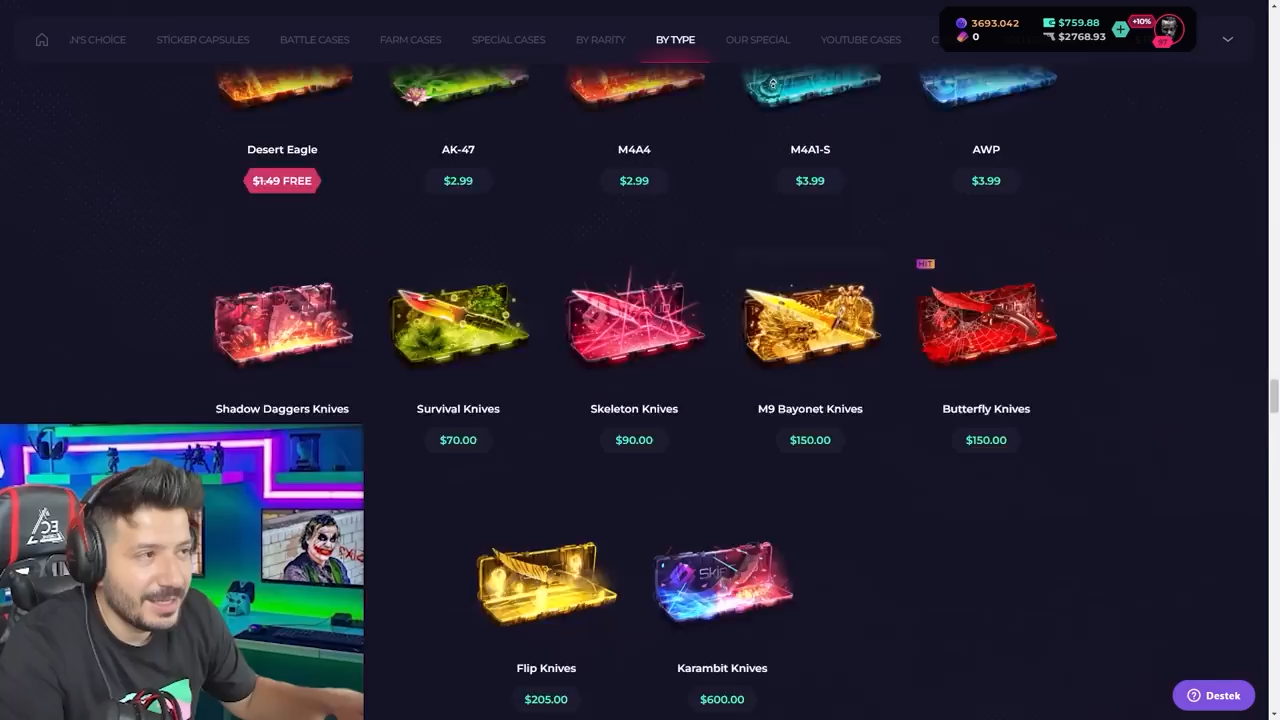 .N'S CHOICE
STICKER CAPSULES
BATTLE CASES
FARM CASES
SPECIAL CASES
BY RARITY
BY TYPE
OUR SPECIAL
YOUTUBE CASES
3693.042
$759.88
+10%
0
$2768.93
97
Desert Eagle
AK-47
M4A4
M4A1-S
AWP
$1.49 FREE
$2.99
$2.99
$3.99
$3.99
HIT
Shadow Daggers Knives
Survival Knives
Skeleton Knives
M9 Bayonet Knives
Butterfly Knives
$70.00
$90.00
$150.00
$150.00
Flip Knives
Karambit Knives
$205.00
$600.00
Destek